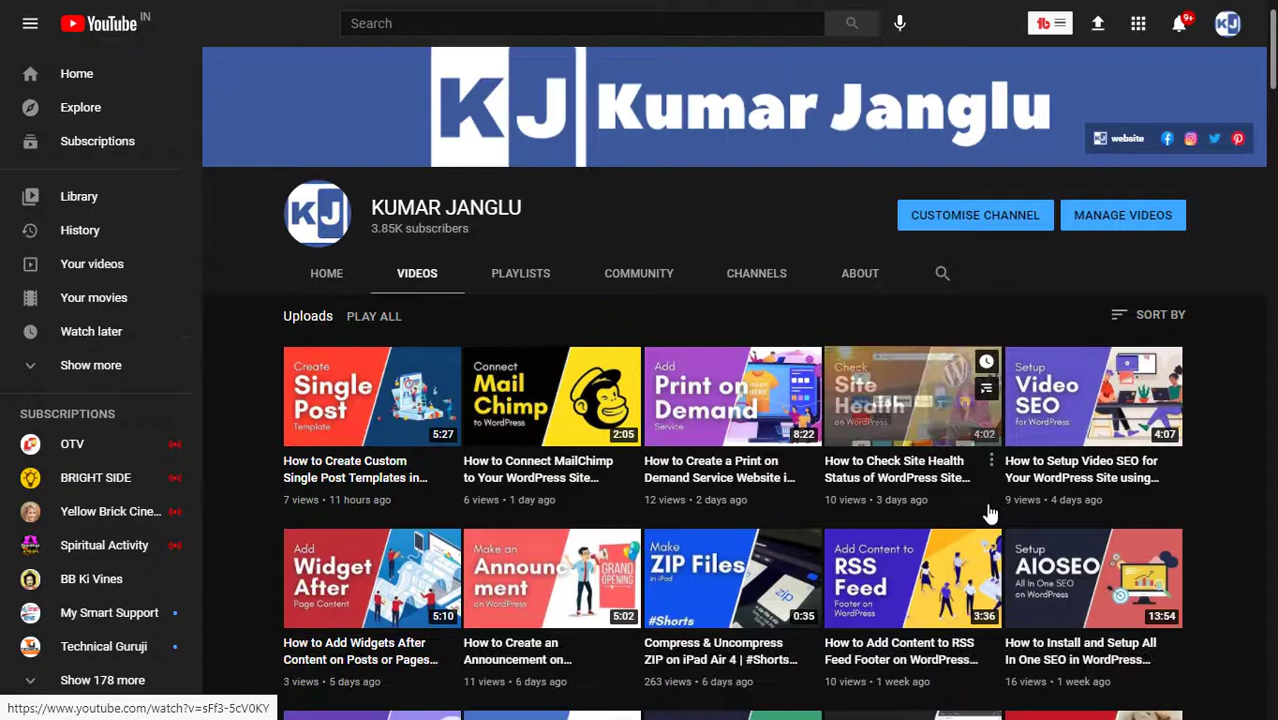 YouTube IN
Search
tb
9+
KJ
Home
Explore
Subscriptions
Library
History
Your videos
Your movies
Watch later
Show more
SUBSCRIPTIONS
OTV
BRIGHT SIDE
Yellow Brick Cine...
Spiritual Activity
BB Ki Vines
My Smart Support
Technical Guruji
Show 178 more
KJ Kumar Janglu
KJ website
KJ
KUMAR JANGLU
3.85K subscribers
CUSTOMISE CHANNEL
MANAGE VIDEOS
HOME VIDEOS PLAYLISTS COMMUNITY CHANNELS ABOUT
Uploads PLAY ALL
SORT BY
Create
Single
Post
Template
5:27
How to Create Custom
Single Post Templates in...
7 views • 11 hours ago
Connect
Mail
Chimp
to WordPress
2:05
How to Connect MailChimp
to Your WordPress Site...
6 views • 1 day ago
Add
Print on
Demand
Service
8:22
How to Create a Print on
Demand Service Website i...
12 views • 2 days ago
Check
Site
Health
on WordPress
4:02
How to Check Site Health
Status of WordPress Site...
10 views • 3 days ago
Setup
Video
SEO
for WordPress
4:07
How to Setup Video SEO for
Your WordPress Site using...
9 views • 4 days ago
Add
Widget
After
Page Content
5:10
How to Add Widgets After
Content on Posts or Pages...
3 views • 5 days ago
Make an
Announce
ment
on WordPress
GRAND
OPENING
5:02
How to Create an
Announcement on...
11 views • 6 days ago
Make
ZIP Files
in iPad
zip
#Shorts
0:35
Compress & Uncompress
ZIP on iPad Air 4 | #Shorts...
263 views • 6 days ago
Add Content to
RSS
Feed
Footer on
WordPress
3:36
How to Add Content to RSS
Feed Footer on WordPress...
10 views • 1 week ago
Setup
AIOSEO
All In One SEO
on WordPress
13:54
How to Install and Setup All
In One SEO in WordPress...
16 views • 1 week ago
https://www.youtube.com/watch?v=sFf3-5cV0KY